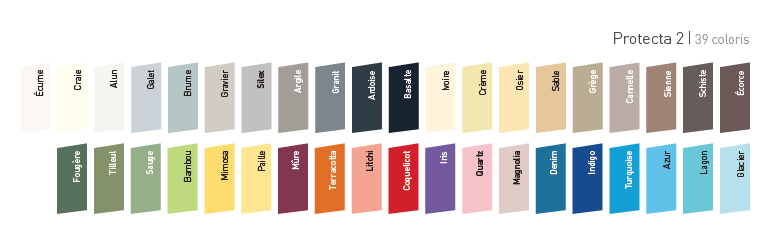 Protecta 2 | 39 coloris
Écume
Craie
Alun
Galet
Brume
Gravier
Silex
Argile
Granit
Ardoise
Basalte
Ivoire
Crème
Osier
Sable
Grège
Cannelle
Sienne
Schiste
Écorce
Fougère
Tilleul
Sauge
Bambou
Mimosa
Paille
Mûre
Terracotta
Litchi
Coquelicot
Iris
Quartz
Magnolia
Denim
Indigo
Turquoise
Azur
Lagon
Glacier